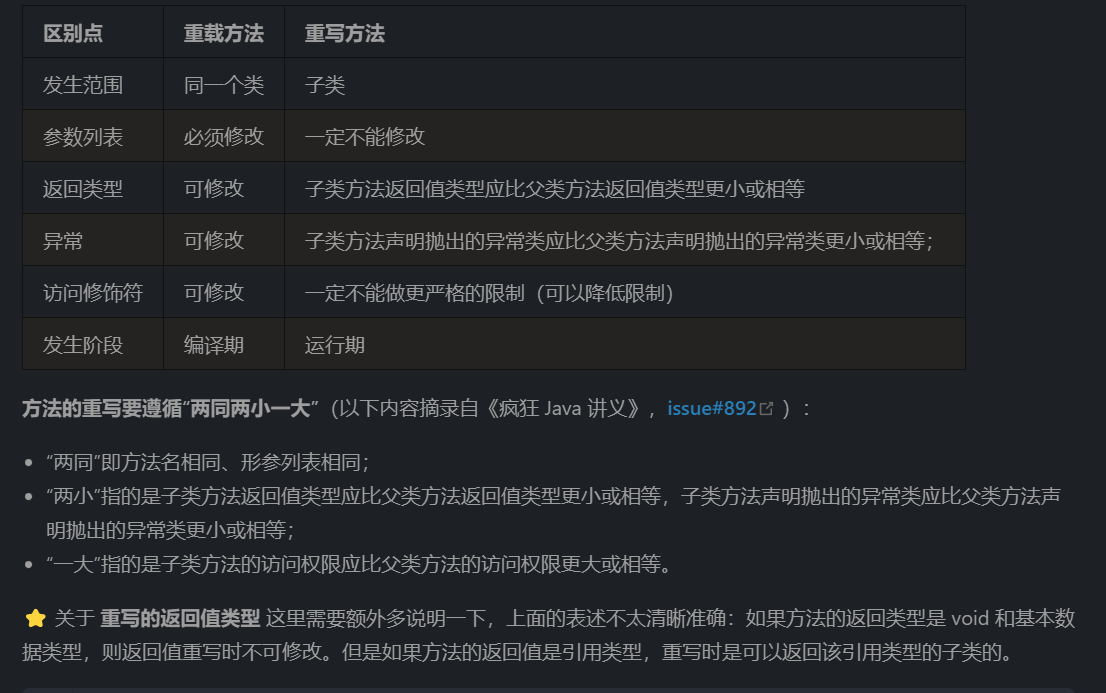 区别点 重载方法 重写方法
发生范围 同一个类 子类
参数列表 必须修改 一定不能修改
返回类型 可修改 子类方法返回值类型应比父类方法返回值类型更小或相等
异常 可修改 子类方法声明抛出的异常类应比父类方法声明抛出的异常类更小或相等；
访问修饰符 可修改 一定不能做更严格的限制（可以降低限制）
发生阶段 编译期 运行期
方法的重写要遵循“两同两小一大”（以下内容摘录自《疯狂 Java 讲义》，issue#892 ）：
“两同”即方法名相同、形参列表相同；
“两小”指的是子类方法返回值类型应比父类方法返回值类型更小或相等，子类方法声明抛出的异常类应比父类方法声
明抛出的异常类更小或相等；
“一大”指的是子类方法的访问权限应比父类方法的访问权限更大或相等。
⭐ 关于 重写的返回值类型 这里需要额外多说明一下，上面的表述不太清晰准确：如果方法的返回类型是 void 和基本数
据类型，则返回值重写时不可修改。但是如果方法的返回值是引用类型，重写时是可以返回该引用类型的子类的。